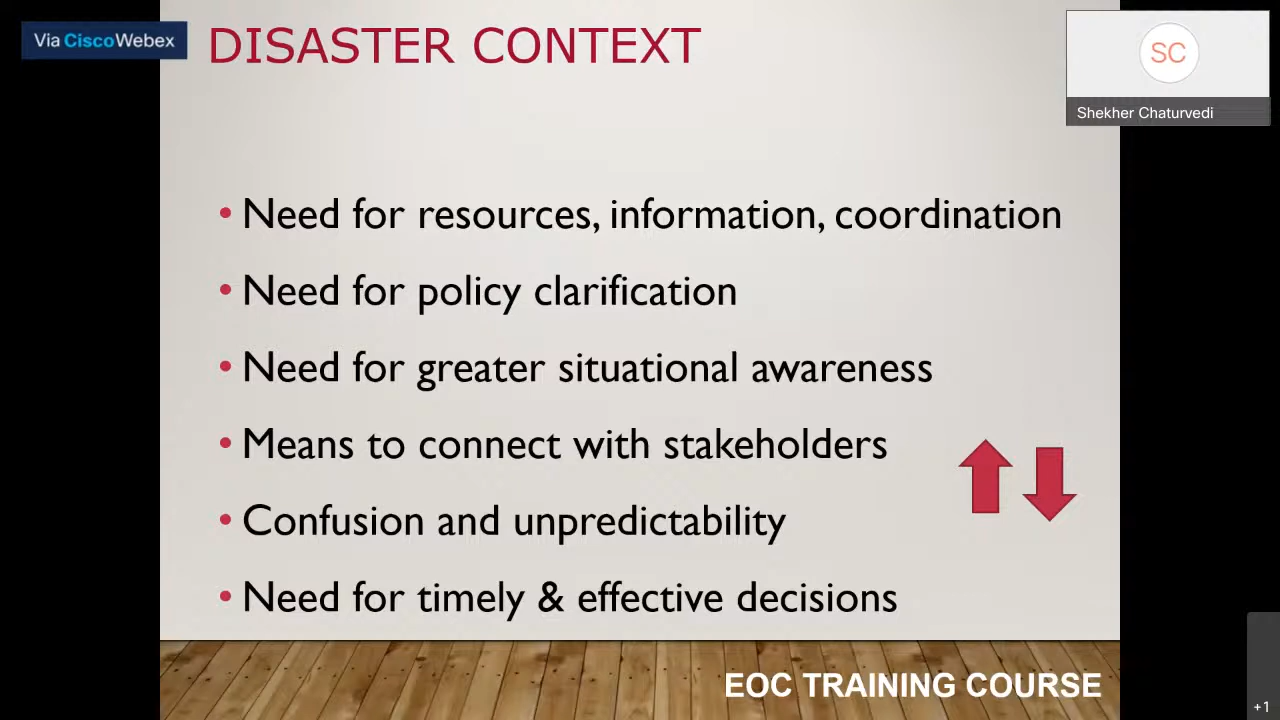 Via CiscoWebex
DISASTER CONTEXT
SC
Shekher Chaturvedi
• Need for resources, information, coordination
• Need for policy clarification
• Need for greater situational awareness
• Means to connect with stakeholders
• Confusion and unpredictability
• Need for timely & effective decisions
EOC TRAINING COURSE
+1